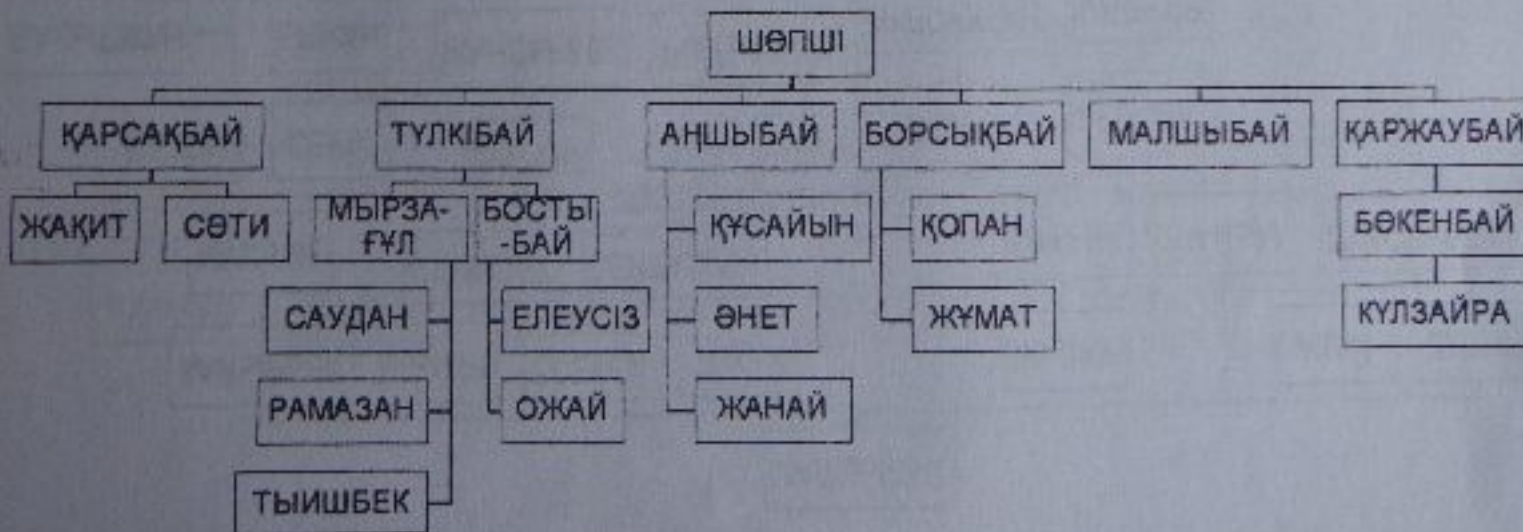 ШӨПШІ
ҚАРСАҚБАЙ ТҮЛКІБАЙ АҢШЫБАЙ БОРСЫҚБАЙ МАЛШЫБАЙ ҚАРЖАУБАЙ
ЖАҚИТ СӨТИ МЫРЗА-
ҒҰЛ БОСТЫ
-БАЙ ҚҰСАЙЫН ҚОПАН БӨКЕНБАЙ
САУДАН ЕЛЕУСІЗ ӘНЕТ ЖҰМАТ КҮЛЗАЙРА
РАМАЗАН ОЖАЙ ЖАНАЙ
ТЫИШБЕК